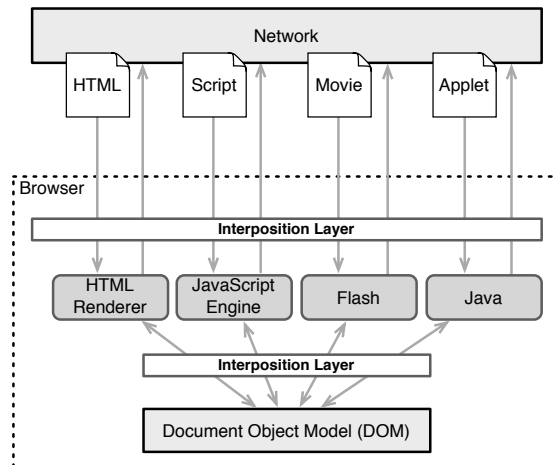 Network
HTML
Script
Movie
Applet
Browser
Interposition Layer
HTML
Renderer
JavaScript
Engine
Flash
Java
Interposition Layer
Document Object Model (DOM)